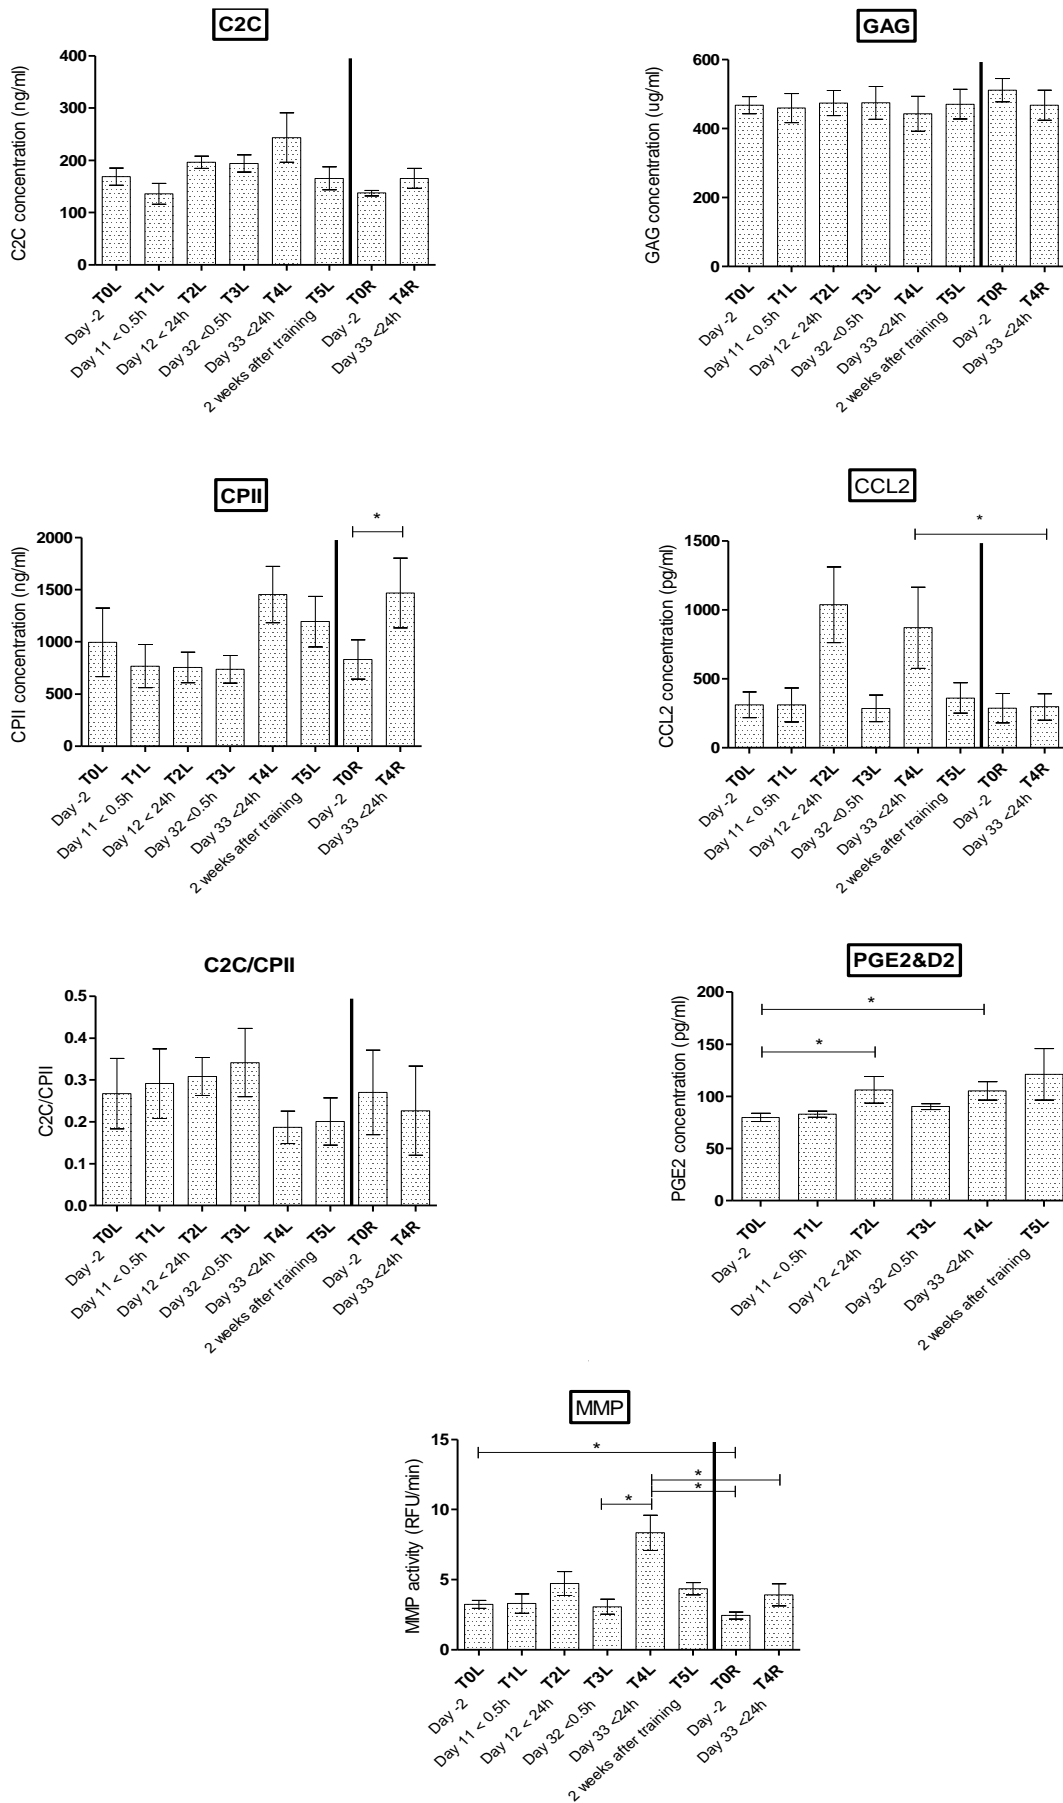 C2C
C2C concentration (ng/ml)
400
300
200
100
0
T0L
Day -2
T1L
Day 11 < 0.5h
T2L
Day 12 < 24h
T3L
Day 32 <0.5h
T4L
Day 33 <24h
T5L
2 weeks after training
T0R
Day -2
T4R
Day 33 <24h
GAG
GAG concentration (ug/ml)
600
400
200
0
T0L
Day -2
T1L
Day 11 < 0.5h
T2L
Day 12 < 24h
T3L
Day 32 <0.5h
T4L
Day 33 <24h
T5L
2 weeks after training
T0R
Day -2
T4R
Day 33 <24h
CPII
CPII concentration (ng/ml)
2000
1500
1000
500
0
*
T0L
Day -2
T1L
Day 11 < 0.5h
T2L
Day 12 < 24h
T3L
Day 32 <0.5h
T4L
Day 33 <24h
T5L
2 weeks after training
T0R
Day -2
T4R
Day 33 <24h
CCL2
CCL2 concentration (pg/ml)
1500
1000
500
0
*
T0L
Day -2
T1L
Day 11 < 0.5h
T2L
Day 12 < 24h
T3L
Day 32 <0.5h
T4L
Day 33 <24h
T5L
2 weeks after training
T0R
Day -2
T4R
Day 33 <24h
C2C/CPII
C2C/CPII
0.5
0.4
0.3
0.2
0.1
0.0
T0L
Day -2
T1L
Day 11 < 0.5h
T2L
Day 12 < 24h
T3L
Day 32 <0.5h
T4L
Day 33 <24h
T5L
2 weeks after training
T0R
Day -2
T4R
Day 33 <24h
PGE2&D2
PGE2 concentration (pg/ml)
200
150
100
50
0
*
*
T0L
Day -2
T1L
Day 11 < 0.5h
T2L
Day 12 < 24h
T3L
Day 32 <0.5h
T4L
Day 33 <24h
T5L
2 weeks after training
MMP
MMP activity (RFU/min)
15
10
5
0
*
*
*
*
T0L
Day -2
T1L
Day 11 < 0.5h
T2L
Day 12 < 24h
T3L
Day 32 <0.5h
T4L
Day 33 <24h
T5L
2 weeks after training
T0R
Day -2
T4R
Day 33 <24h